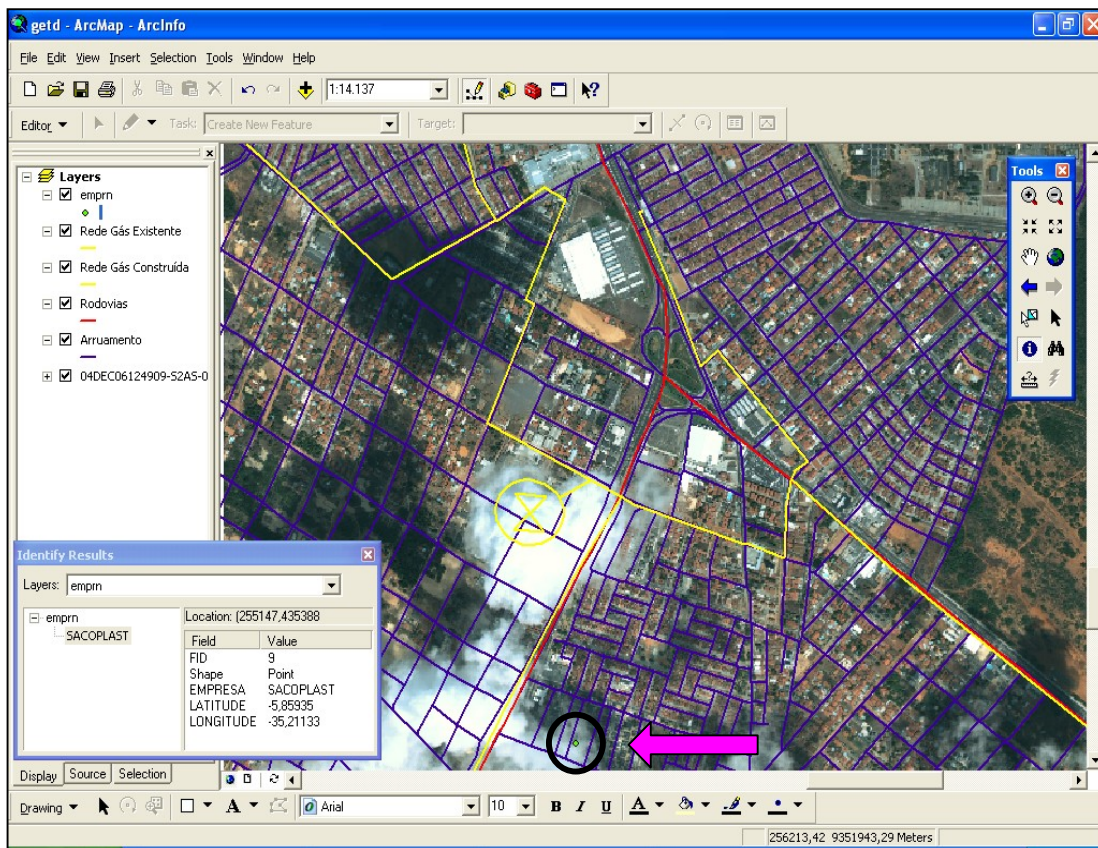 getd - ArcMap - ArcInfo
File Edit View Insert Selection Tools Window Help
1:14.137
Editor Task: Create New Feature Target:
Layers
emprn
Rede Gás Existente
Rede Gás Construída
Rodovias
Arruamento
04DEC06124909-S2AS-0
Tools
Identify Results
Layers: emprn
emprn
SACOPLAST
Location: (255147,435388
Field Value
FID 9
Shape Point
EMPRESA SACOPLAST
LATITUDE -5,85935
LONGITUDE -35,21133
Display Source Selection
Drawing A Arial 10 B I U A
256213,42 9351943,29 Meters